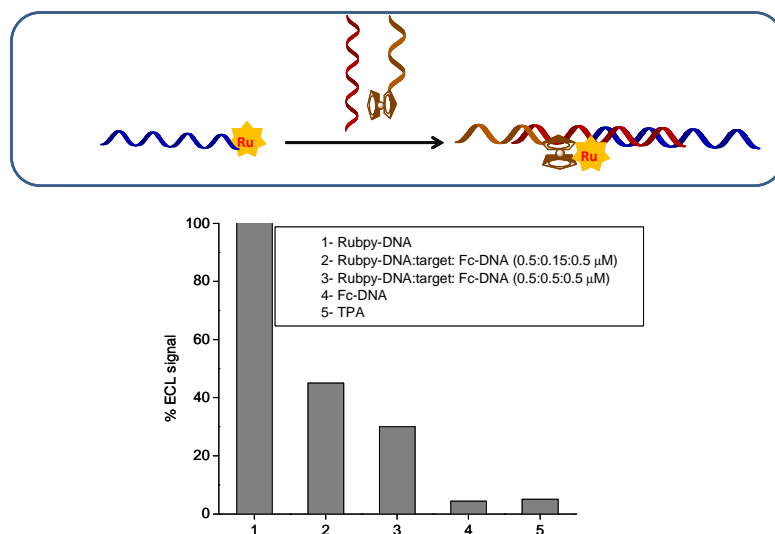 Ru
Ru
100
80
60
40
20
0
% ECL signal
1- Rubpy-DNA
2- Rubpy-DNA:target: Fc-DNA (0.5:0.15:0.5 μM)
3- Rubpy-DNA:target: Fc-DNA (0.5:0.5:0.5 μM)
4- Fc-DNA
5- TPA
1 2 3 4 5